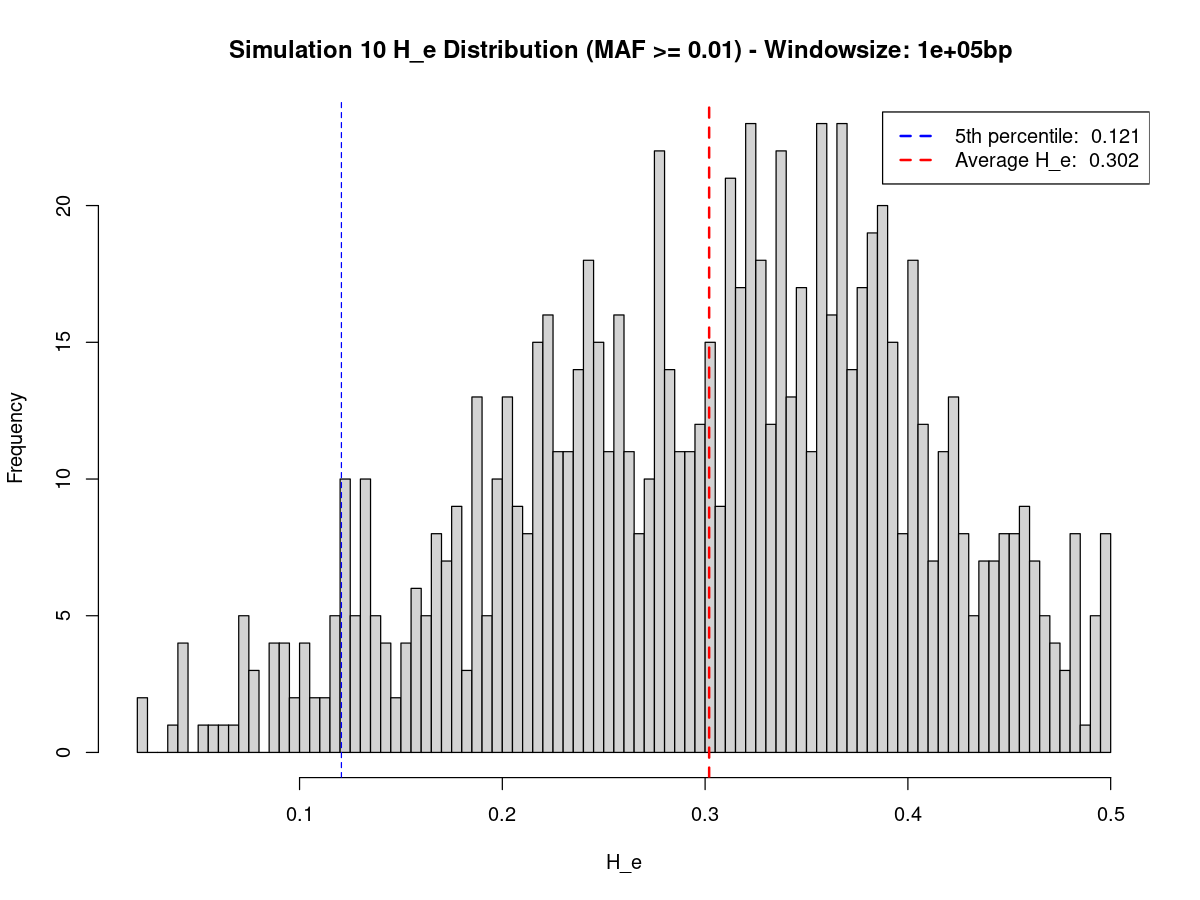 Simulation 10 H_e Distribution (MAF >= 0.01) - Windowsize: 1e+05bp
5th percentile: 0.121
Average H_e: 0.302
Frequency
20
15
10
5
0
0.1 0.2 0.3 0.4 0.5
H_e